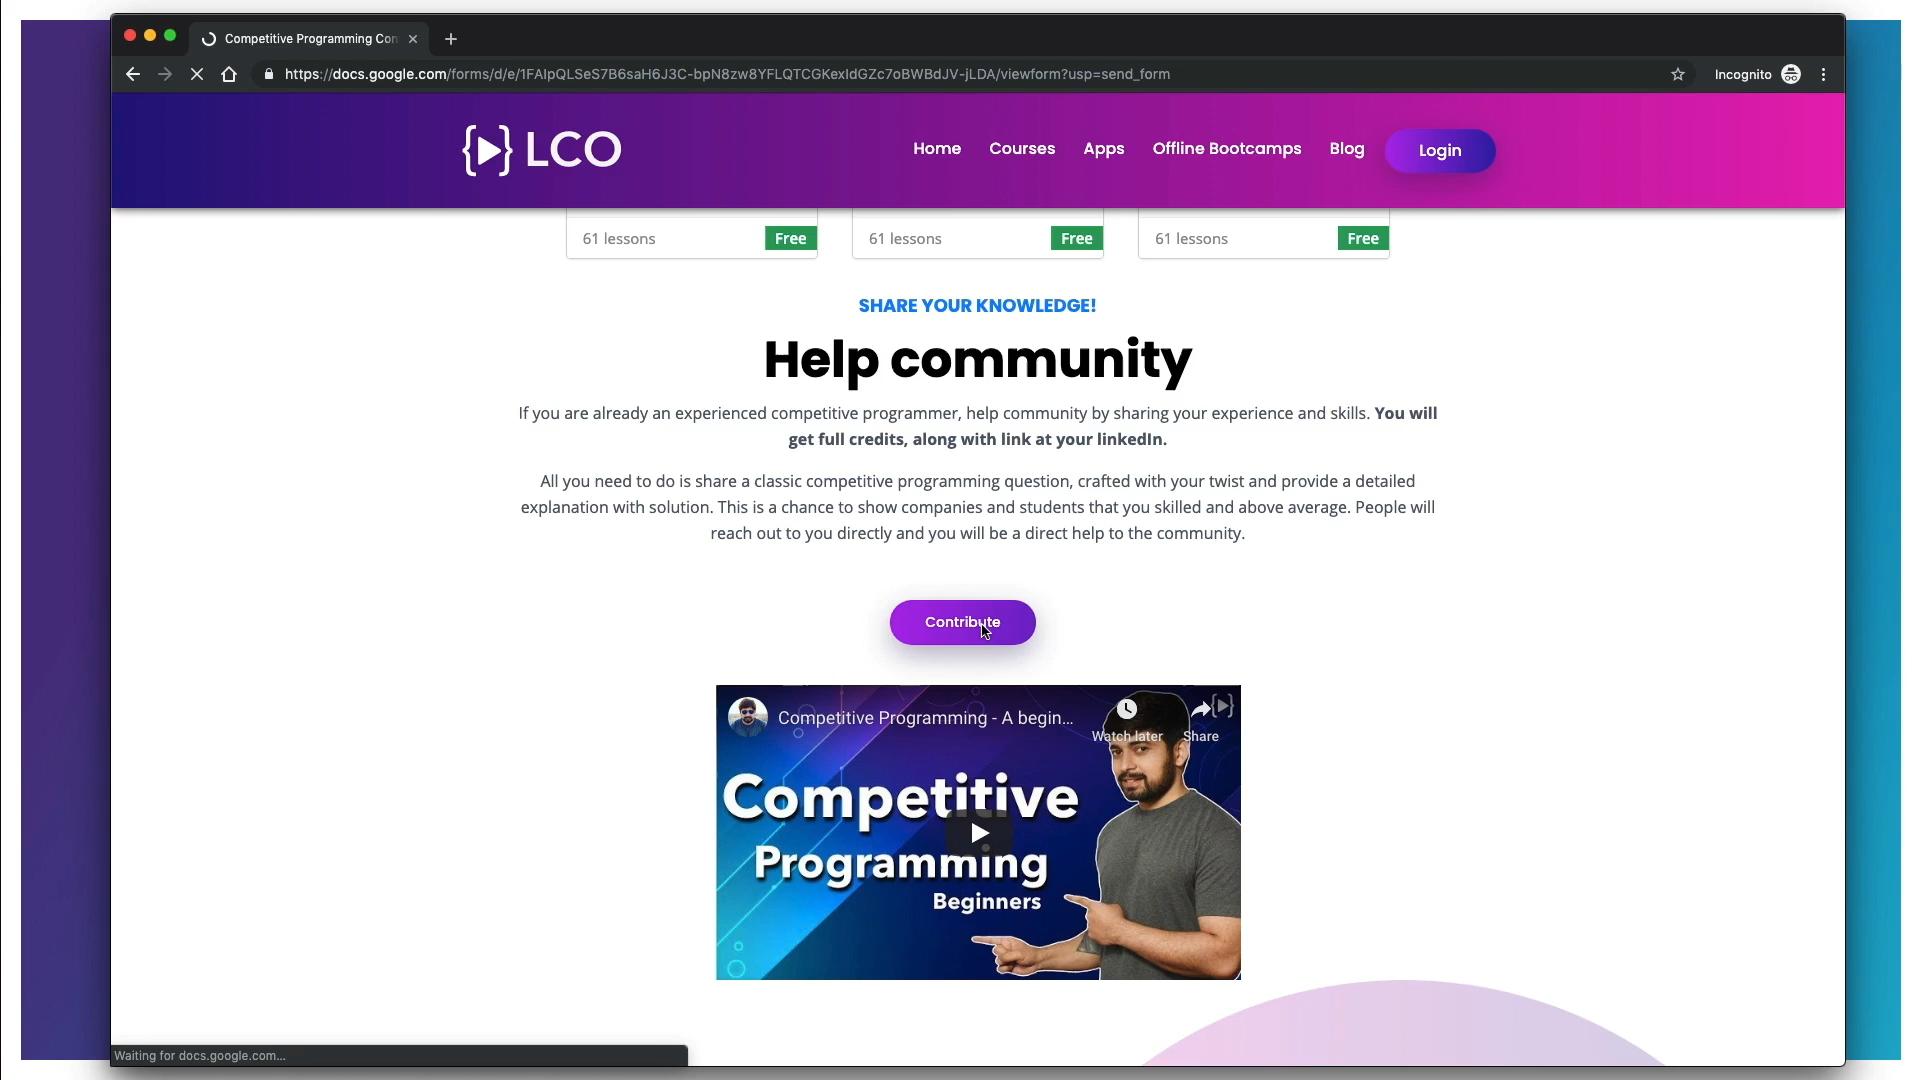 Competitive Programming Con
https://docs.google.com/forms/d/e/1FAIpQLSeS7B6saH6J3C-bpN8zw8YFLQTCGKexIdGZc7oBWBdJV-jLDA/viewform?usp=send_form
Incognito
LCO
Home Courses Apps Offline Bootcamps Blog Login
61 lessons Free 61 lessons Free 61 lessons Free
SHARE YOUR KNOWLEDGE!
Help community
If you are already an experienced competitive programmer, help community by sharing your experience and skills. You will
get full credits, along with link at your linkedIn.
All you need to do is share a classic competitive programming question, crafted with your twist and provide a detailed
explanation with solution. This is a chance to show companies and students that you skilled and above average. People will
reach out to you directly and you will be a direct help to the community.
Contribute
Competitive Programming - A begin...
Watch later Share
Competitive
Programming
Beginners
Waiting for docs.google.com...